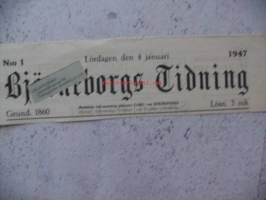 N:o 1 Lördagen den 4 januari 1947
Björneborgs Tidning
Grund. 1860 Lösn. 7 mk